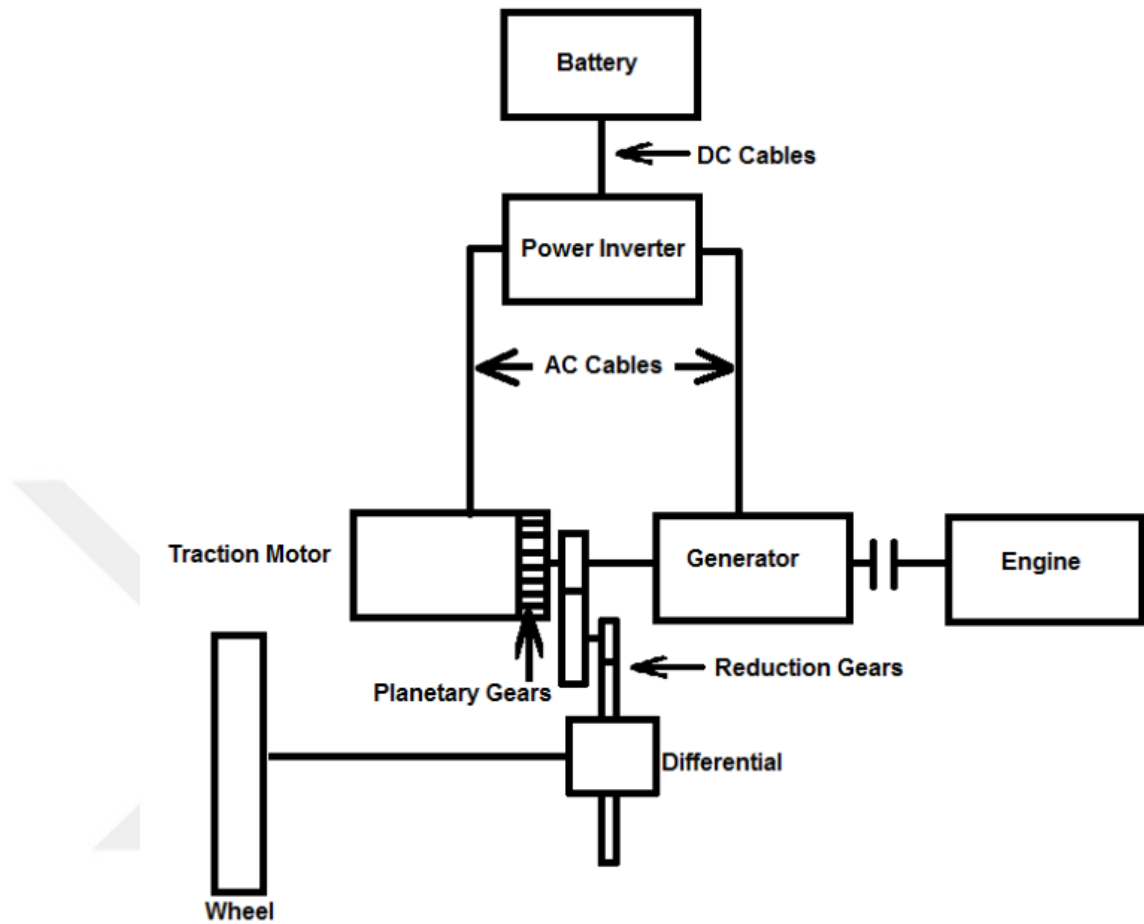 Battery
DC Cables
Power Inverter
AC Cables
Traction Motor
Generator
Engine
Planetary Gears
Reduction Gears
Differential
Wheel